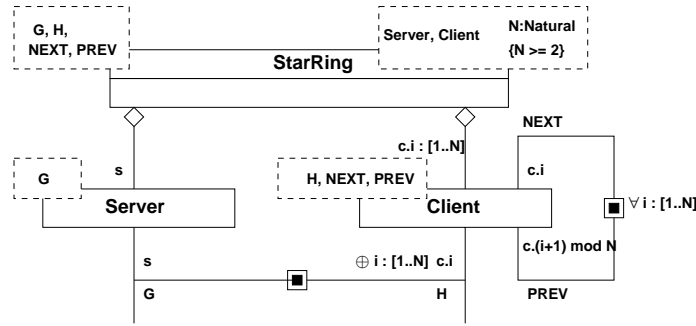 G, H,
NEXT, PREV
Server, Client
N:Natural
{N >= 2}
StarRing
NEXT
c.i : [1..N]
s
c.i
G
H, NEXT, PREV
Server
Client
∀ i : [1..N]
c.(i+1) mod N
s
⊕ i : [1..N] c.i
G
H
PREV